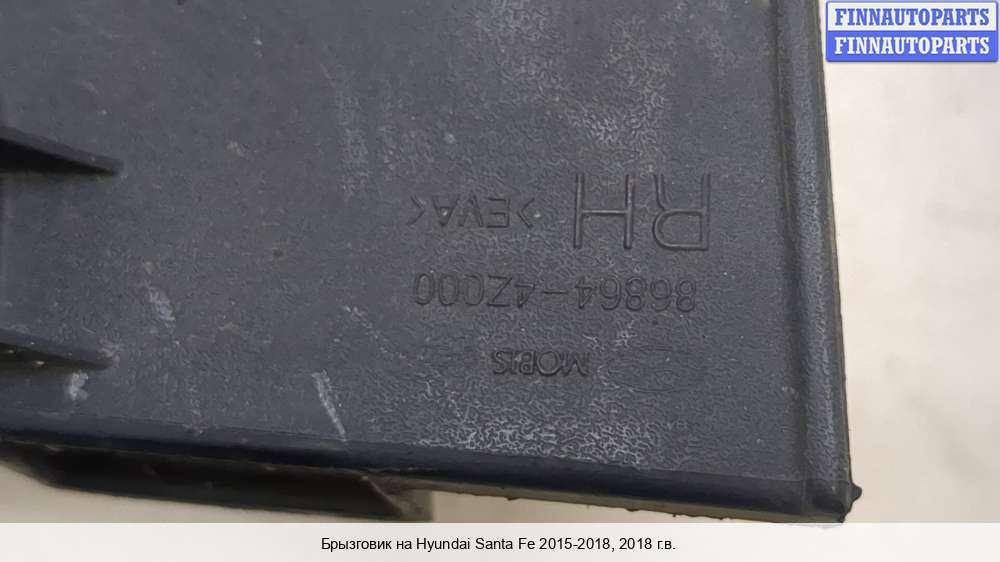 FINNAUTOPARTS
FINNAUTOPARTS
RH
>EVA<
86864-4Z000
MOBIS
Брызговик на Hyundai Santa Fe 2015-2018, 2018 г.в.